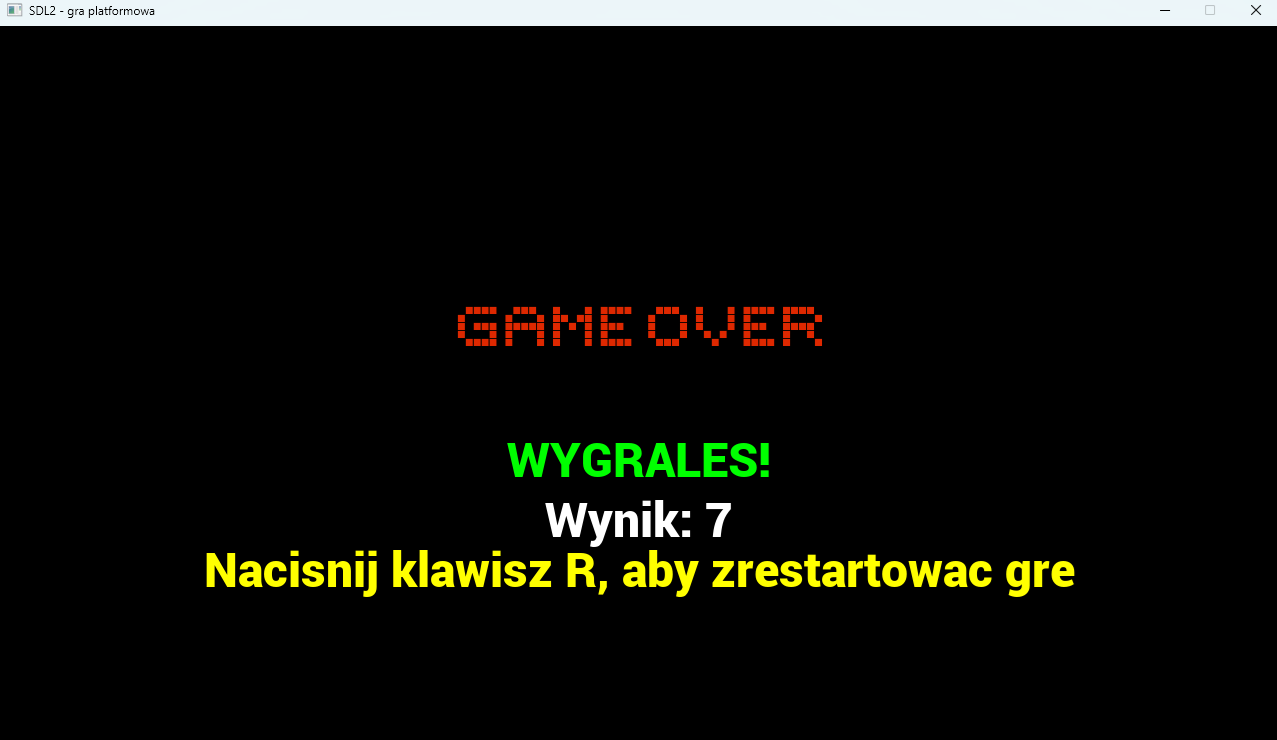 SDL2 - gra platformowa
GAME OVER
WYGRALES!
Wynik: 7
Nacisnij klawisz R, aby zrestartowac gre